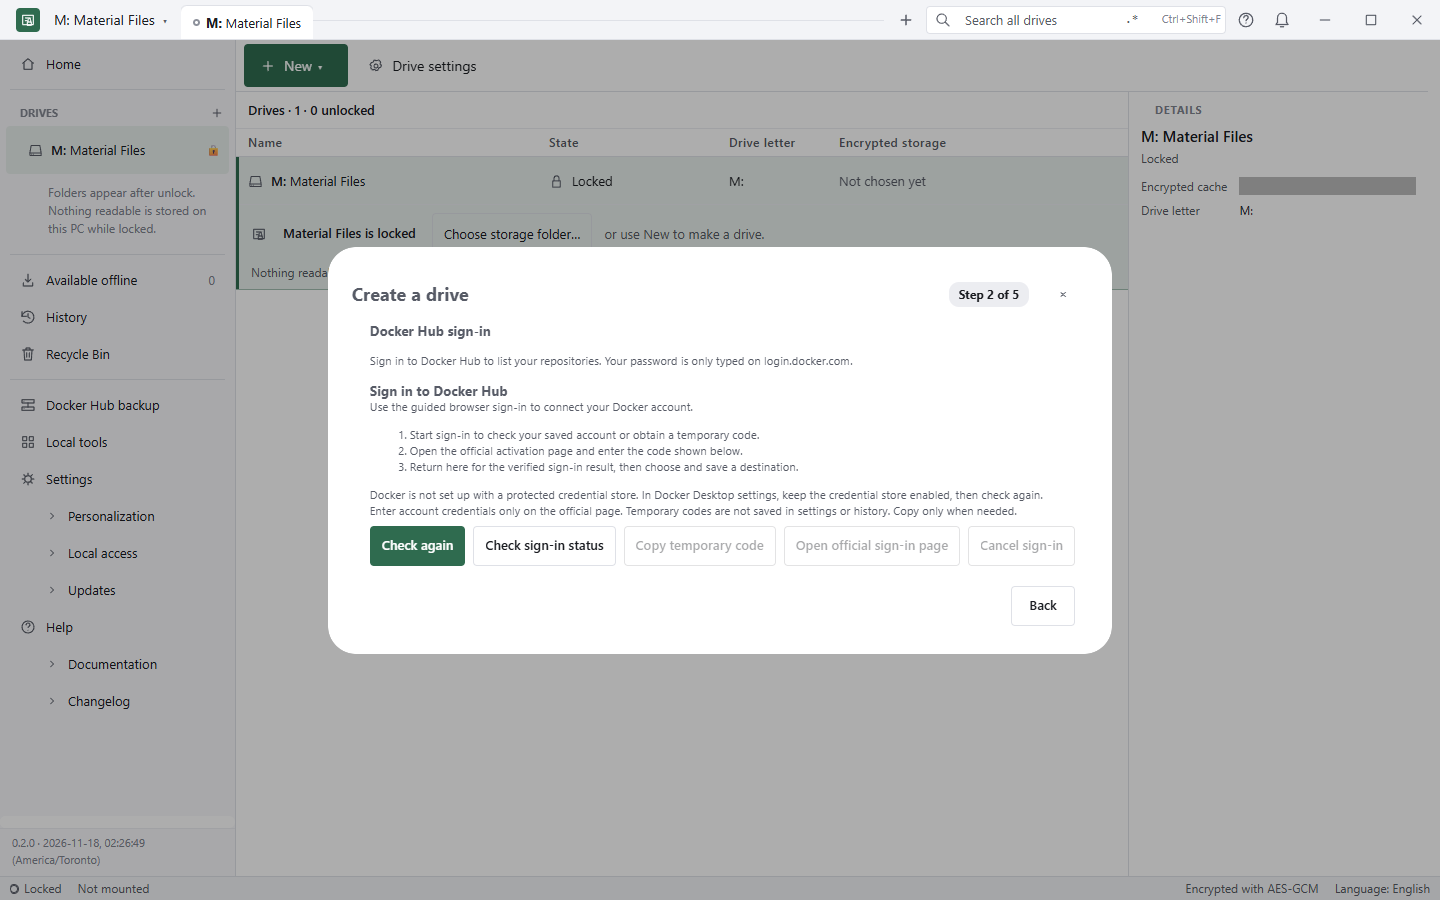 M: Material Files
M: Material Files
Search all drives
.*
Ctrl+Shift+F
Home
DRIVES
M: Material Files
Folders appear after unlock.
Nothing readable is stored on
this PC while locked.
Available offline
0
History
Recycle Bin
Docker Hub backup
Local tools
Settings
Personalization
Local access
Updates
Help
Documentation
Changelog
0.2.0 · 2026-11-18, 02:26:49
(America/Toronto)
New
Drive settings
Drives · 1 · 0 unlocked
Name
State
Drive letter
Encrypted storage
M: Material Files
Locked
M:
Not chosen yet
Material Files is locked
Choose storage folder...
or use New to make a drive.
Nothing reada
DETAILS
M: Material Files
Locked
Encrypted cache
Drive letter
M:
Create a drive
Step 2 of 5
Docker Hub sign-in
Sign in to Docker Hub to list your repositories. Your password is only typed on login.docker.com.
Sign in to Docker Hub
Use the guided browser sign-in to connect your Docker account.
1. Start sign-in to check your saved account or obtain a temporary code.
2. Open the official activation page and enter the code shown below.
3. Return here for the verified sign-in result, then choose and save a destination.
Docker is not set up with a protected credential store. In Docker Desktop settings, keep the credential store enabled, then check again.
Enter account credentials only on the official page. Temporary codes are not saved in settings or history. Copy only when needed.
Check again
Check sign-in status
Copy temporary code
Open official sign-in page
Cancel sign-in
Back
Locked
Not mounted
Encrypted with AES-GCM
Language: English